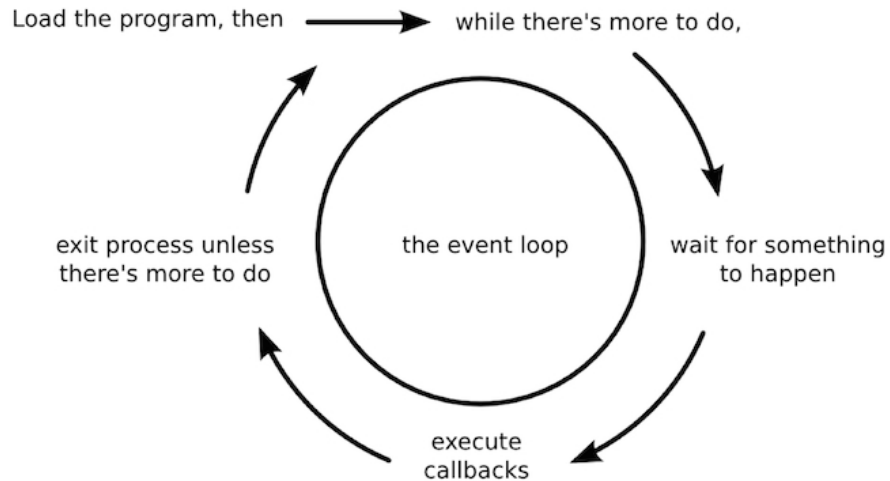 Load the program, then
while there's more to do,
wait for something
to happen
execute
callbacks
exit process unless
there's more to do
the event loop